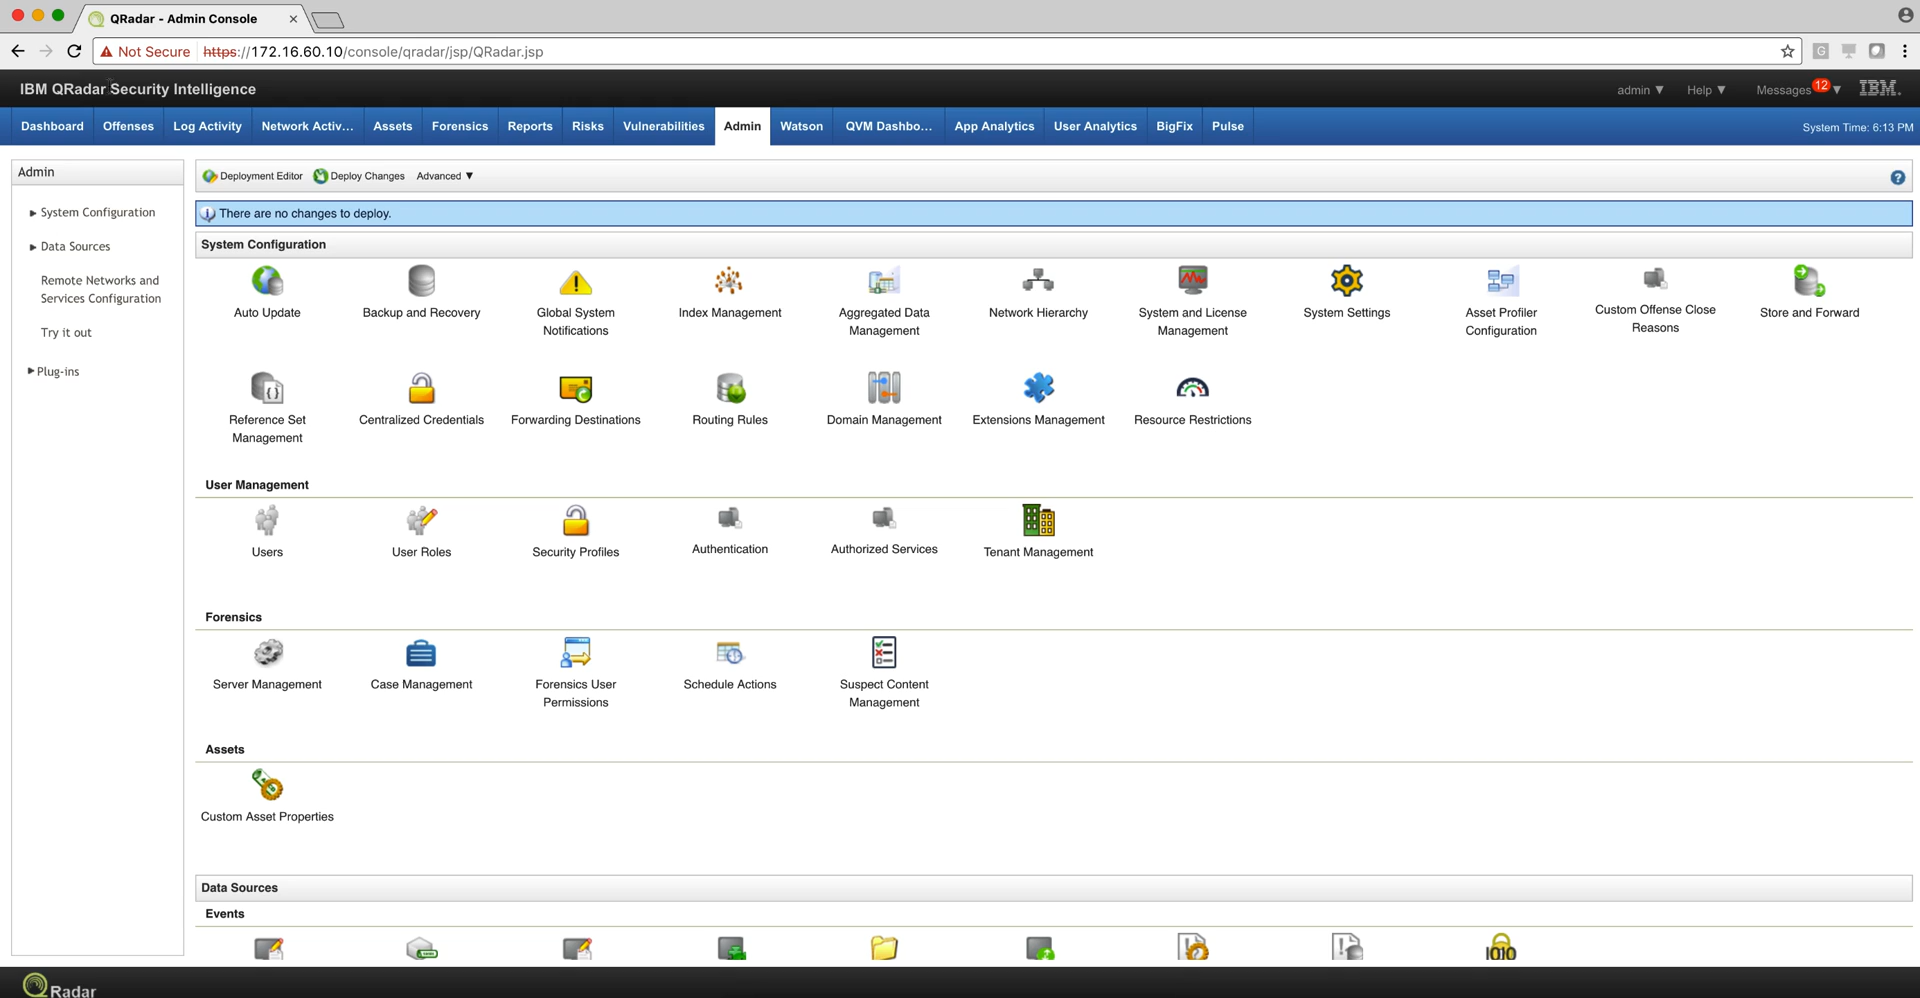 QRadar - Admin Console
Not Secure https://172.16.60.10/console/qradar/jsp/QRadar.jsp
IBM QRadar Security Intelligence
admin ▼ Help ▼ Messages 12 ▼ IBM.
Dashboard Offenses Log Activity Network Activ... Assets Forensics Reports Risks Vulnerabilities Admin Watson QVM Dashbo... App Analytics User Analytics BigFix Pulse System Time: 6:13 PM
Admin
System Configuration
Data Sources
Remote Networks and
Services Configuration
Try it out
Plug-ins
Deployment Editor Deploy Changes Advanced ▼
There are no changes to deploy.
System Configuration
Auto Update
Backup and Recovery
Global System
Notifications
Index Management
Aggregated Data
Management
Network Hierarchy
System and License
Management
System Settings
Asset Profiler
Configuration
Custom Offense Close
Reasons
Store and Forward
Reference Set
Management
Centralized Credentials
Forwarding Destinations
Routing Rules
Domain Management
Extensions Management
Resource Restrictions
User Management
Users
User Roles
Security Profiles
Authentication
Authorized Services
Tenant Management
Forensics
Server Management
Case Management
Forensics User
Permissions
Schedule Actions
Suspect Content
Management
Assets
Custom Asset Properties
Data Sources
Events
1010
QRadar